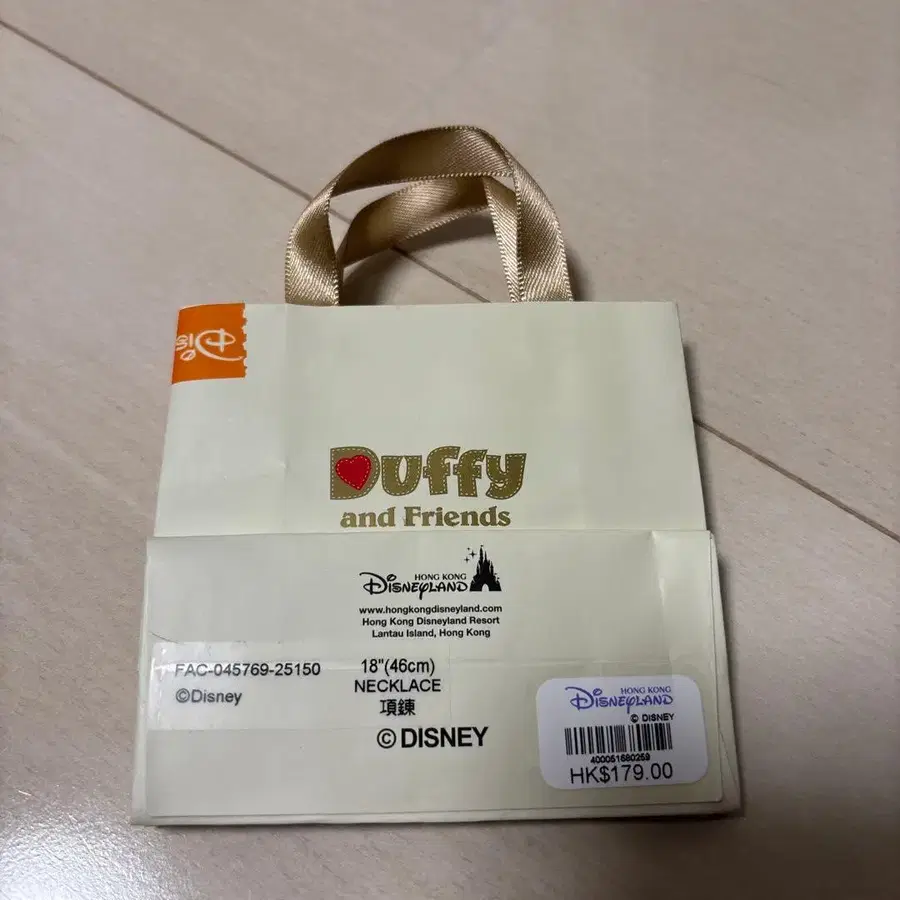 Duffy
and Friends
HONG KONG
DISNEYLAND
www.hongkongdisneyland.com
Hong Kong Disneyland Resort
Lantau Island, Hong Kong
FAC-045769-25150
©Disney
18"(46cm)
NECKLACE
項鍊
© DISNEY
HONG KONG
DISNEYLAND
© DISNEY
400051680259
HK$179.00